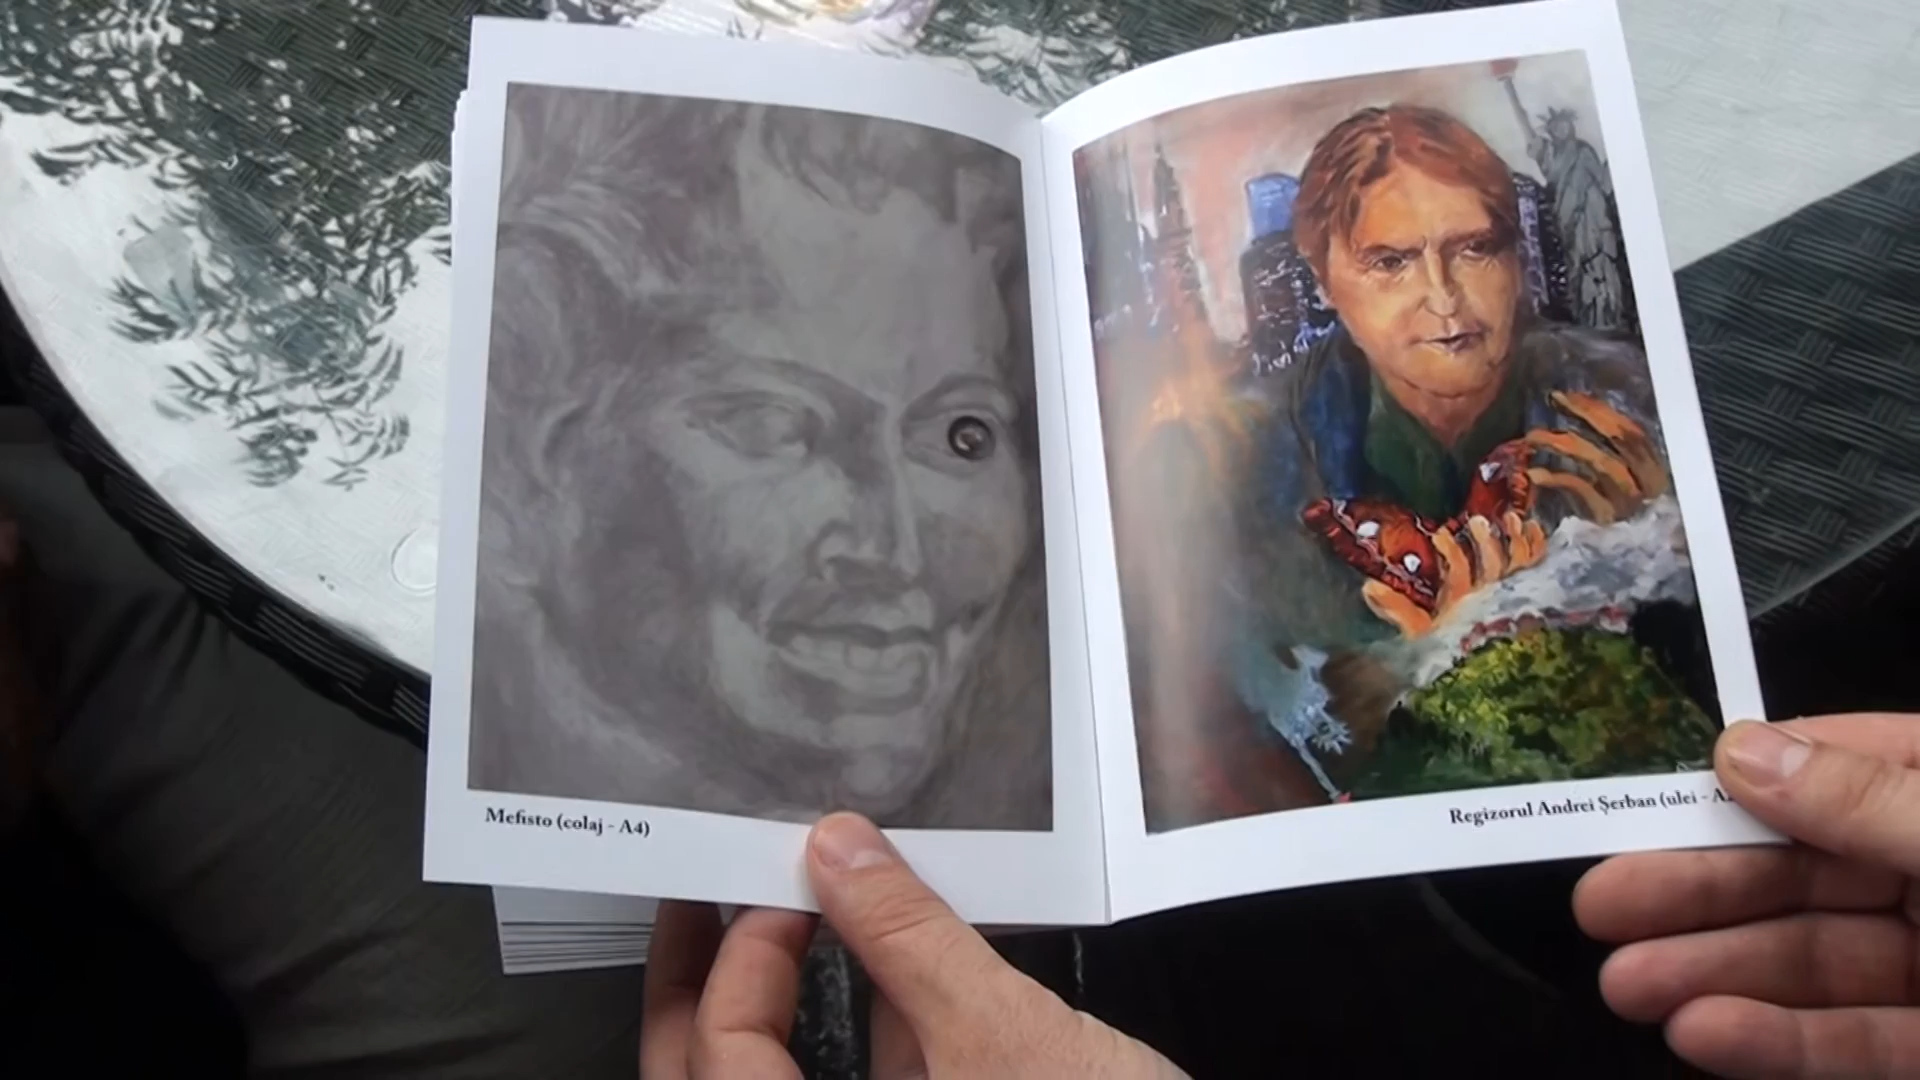 Mefisto (colaj - A4)
Regizorul Andrei Șerban (ulei -